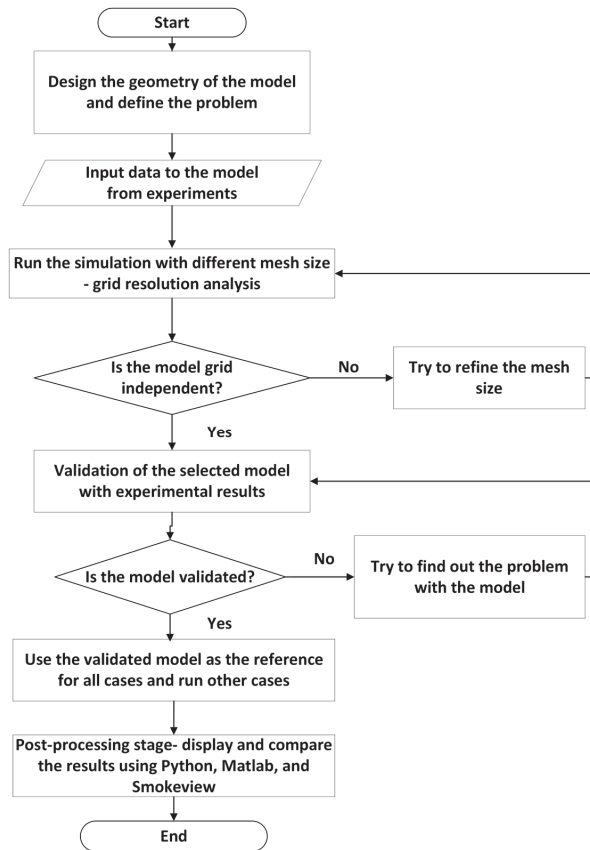 Start
Design the geometry of the model
and define the problem
Input data to the model
from experiments
Run the simulation with different mesh size
- grid resolution analysis
Is the model grid
independent?
No
Try to refine the mesh
size
Yes
Validation of the selected model
with experimental results
Is the model validated?
No
Try to find out the problem
with the model
Yes
Use the validated model as the reference
for all cases and run other cases
Post-processing stage- display and compare
the results using Python, Matlab, and
Smokeview
End